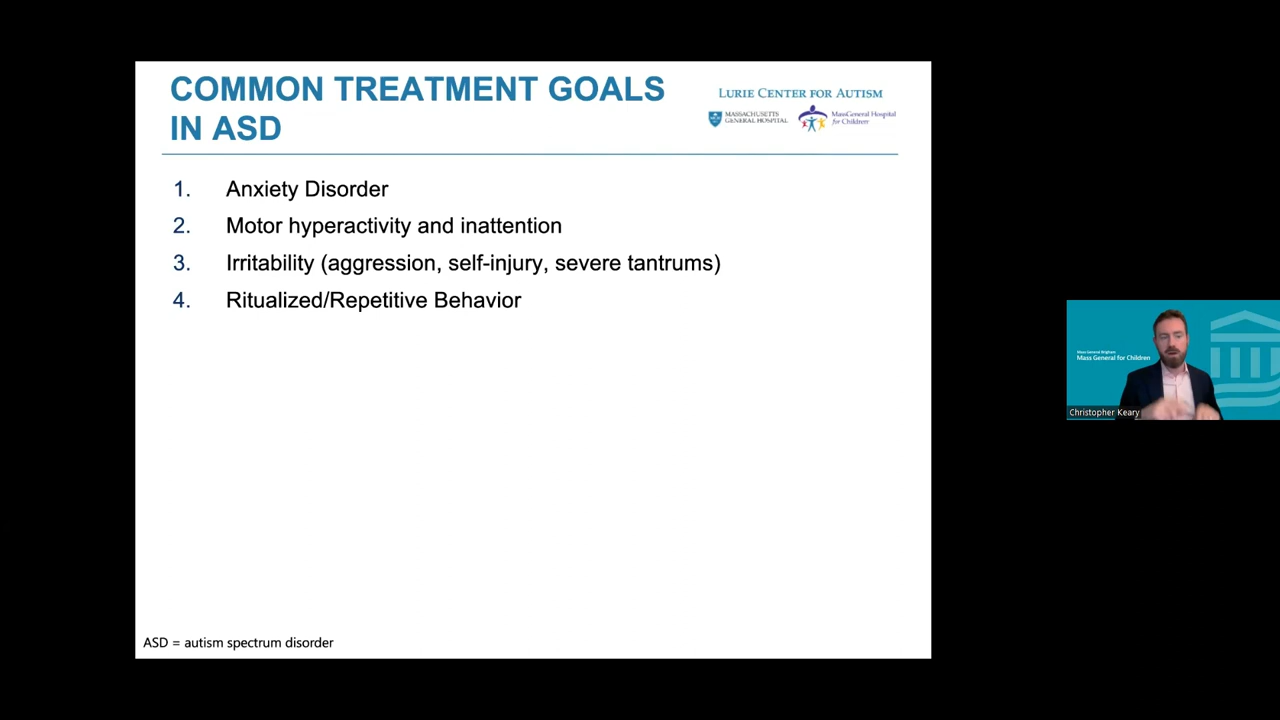 COMMON TREATMENT GOALS
IN ASD
LURIE CENTER FOR AUTISM
MASSACHUSETTS
GENERAL HOSPITAL
MassGeneral Hospital
for Children
1. Anxiety Disorder
2. Motor hyperactivity and inattention
3. Irritability (aggression, self-injury, severe tantrums)
4. Ritualized/Repetitive Behavior
ASD = autism spectrum disorder
Mass General Brigham
Mass General for Children
Christopher Keary